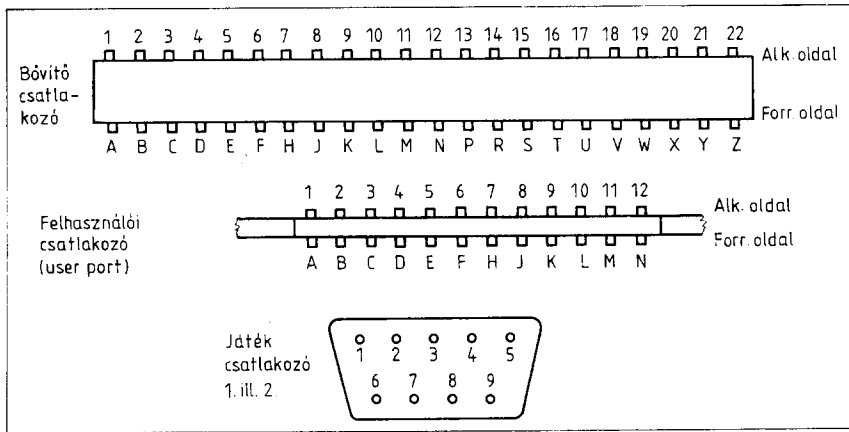 1 2 3 4 5 6 7 8 9 10 11 12 13 14 15 16 17 18 19 20 21 22
Alk. oldal
Bővítő
csatla-
kozó
Forr. oldal
A B C D E F H J K L M N P R S T U V W X Y Z
1 2 3 4 5 6 7 8 9 10 11 12
Alk. oldal
Felhasználói
csatlakozó
(user port)
Forr. oldal
A B C D E F H J K L M N
Játék
csatlakozó
1. ill. 2.
1 2 3 4 5
6 7 8 9